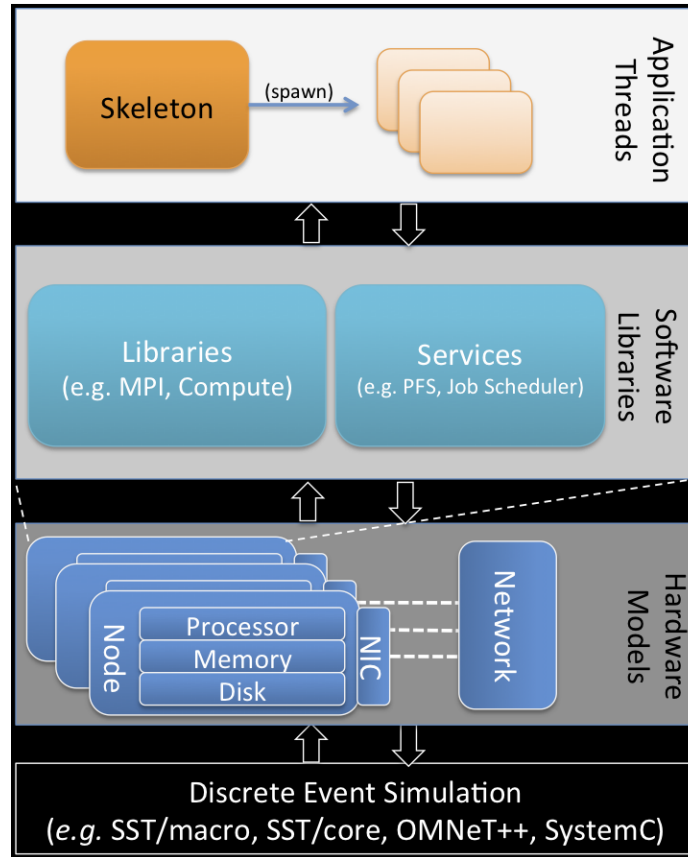 Skeleton
(spawn)
Application
Threads
Libraries
(e.g. MPI, Compute)
Services
(e.g. PFS, Job Scheduler)
Software
Libraries
Node
Processor
Memory
Disk
NIC
Network
Hardware
Models
Discrete Event Simulation
(e.g. SST/macro, SST/core, OMNeT++, SystemC)